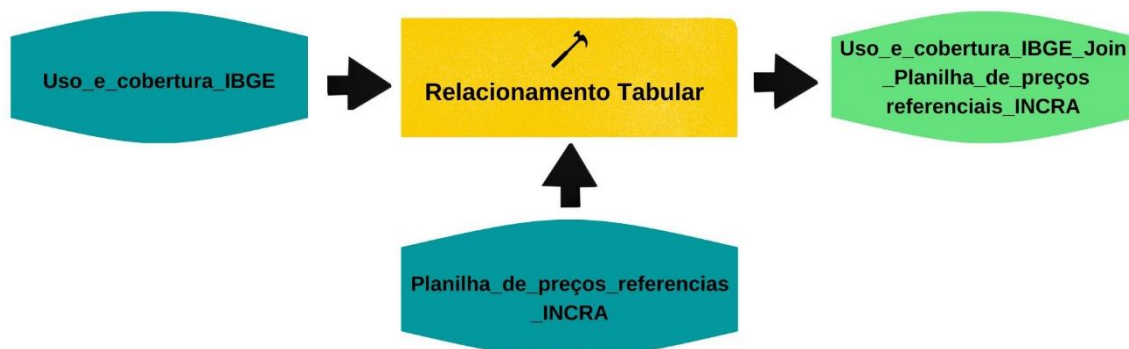 Uso_e_cobertura_IBGE
Relacionamento Tabular
Uso_e_cobertura_IBGE_Join
_Planilha_de_preços
referenciais_INCRA
Planilha_de_preços_referencias
_INCRA